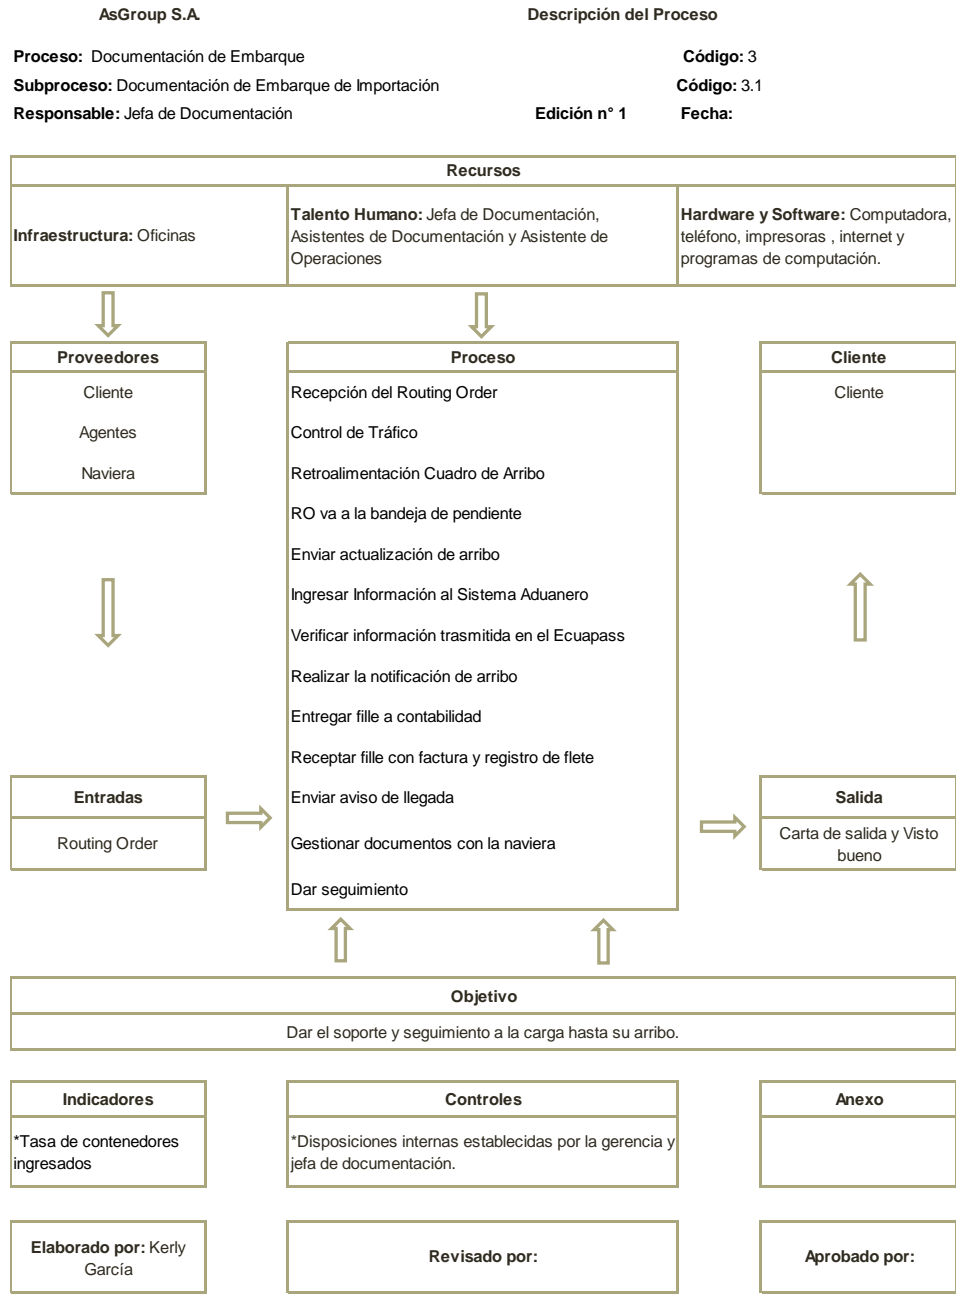 AsGroup S.A.
Descripción del Proceso
Proceso: Documentación de Embarque
Código: 3
Subproceso: Documentación de Embarque de Importación
Código: 3.1
Responsable: Jefa de Documentación
Edición n° 1
Fecha:
Recursos
Infraestructura: Oficinas
Talento Humano: Jefa de Documentación,
Asistentes de Documentación y Asistente de
Operaciones
Hardware y Software: Computadora,
teléfono, impresoras , internet y
programas de computación.
Proveedores
Cliente
Agentes
Naviera
Proceso
Recepción del Routing Order
Control de Tráfico
Retroalimentación Cuadro de Arribo
RO va a la bandeja de pendiente
Enviar actualización de arribo
Ingresar Información al Sistema Aduanero
Verificar información trasmitida en el Ecuapass
Realizar la notificación de arribo
Entregar fille a contabilidad
Receptar fille con factura y registro de flete
Enviar aviso de llegada
Gestionar documentos con la naviera
Dar seguimiento
Cliente
Cliente
Entradas
Routing Order
Salida
Carta de salida y Visto
bueno
Objetivo
Dar el soporte y seguimiento a la carga hasta su arribo.
Indicadores
*Tasa de contenedores
ingresados
Controles
*Disposiciones internas establecidas por la gerencia y
jefa de documentación.
Anexo
Elaborado por: Kerly
García
Revisado por:
Aprobado por: